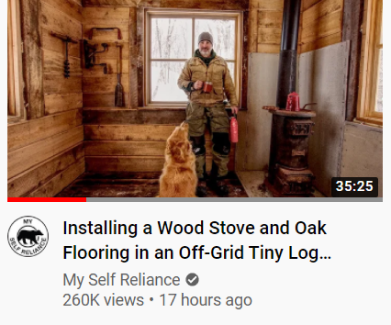 35:25
MY
SELF RELIANCE
Installing a Wood Stove and Oak
Flooring in an Off-Grid Tiny Log...
My Self Reliance
260K views • 17 hours ago